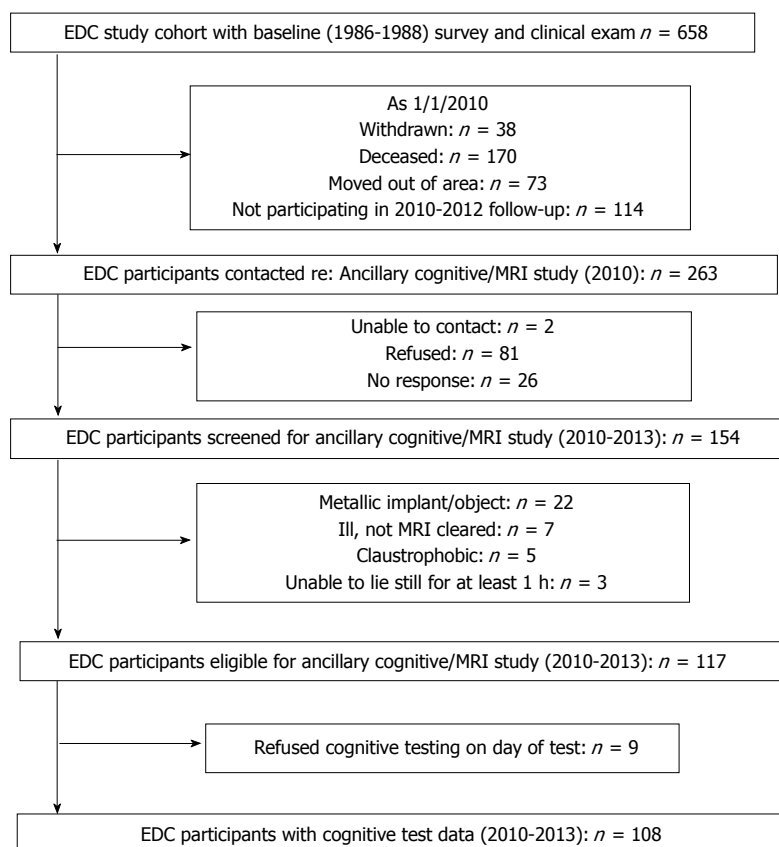 EDC study cohort with baseline (1986-1988) survey and clinical exam n = 658
As 1/1/2010
Withdrawn: n = 38
Deceased: n = 170
Moved out of area: n = 73
Not participating in 2010-2012 follow-up: n = 114
EDC participants contacted re: Ancillary cognitive/MRI study (2010): n = 263
Unable to contact: n = 2
Refused: n = 81
No response: n = 26
EDC participants screened for ancillary cognitive/MRI study (2010-2013): n = 154
Metallic implant/object: n = 22
Ill, not MRI cleared: n = 7
Claustrophobic: n = 5
Unable to lie still for at least 1 h: n = 3
EDC participants eligible for ancillary cognitive/MRI study (2010-2013): n = 117
Refused cognitive testing on day of test: n = 9
EDC participants with cognitive test data (2010-2013): n = 108